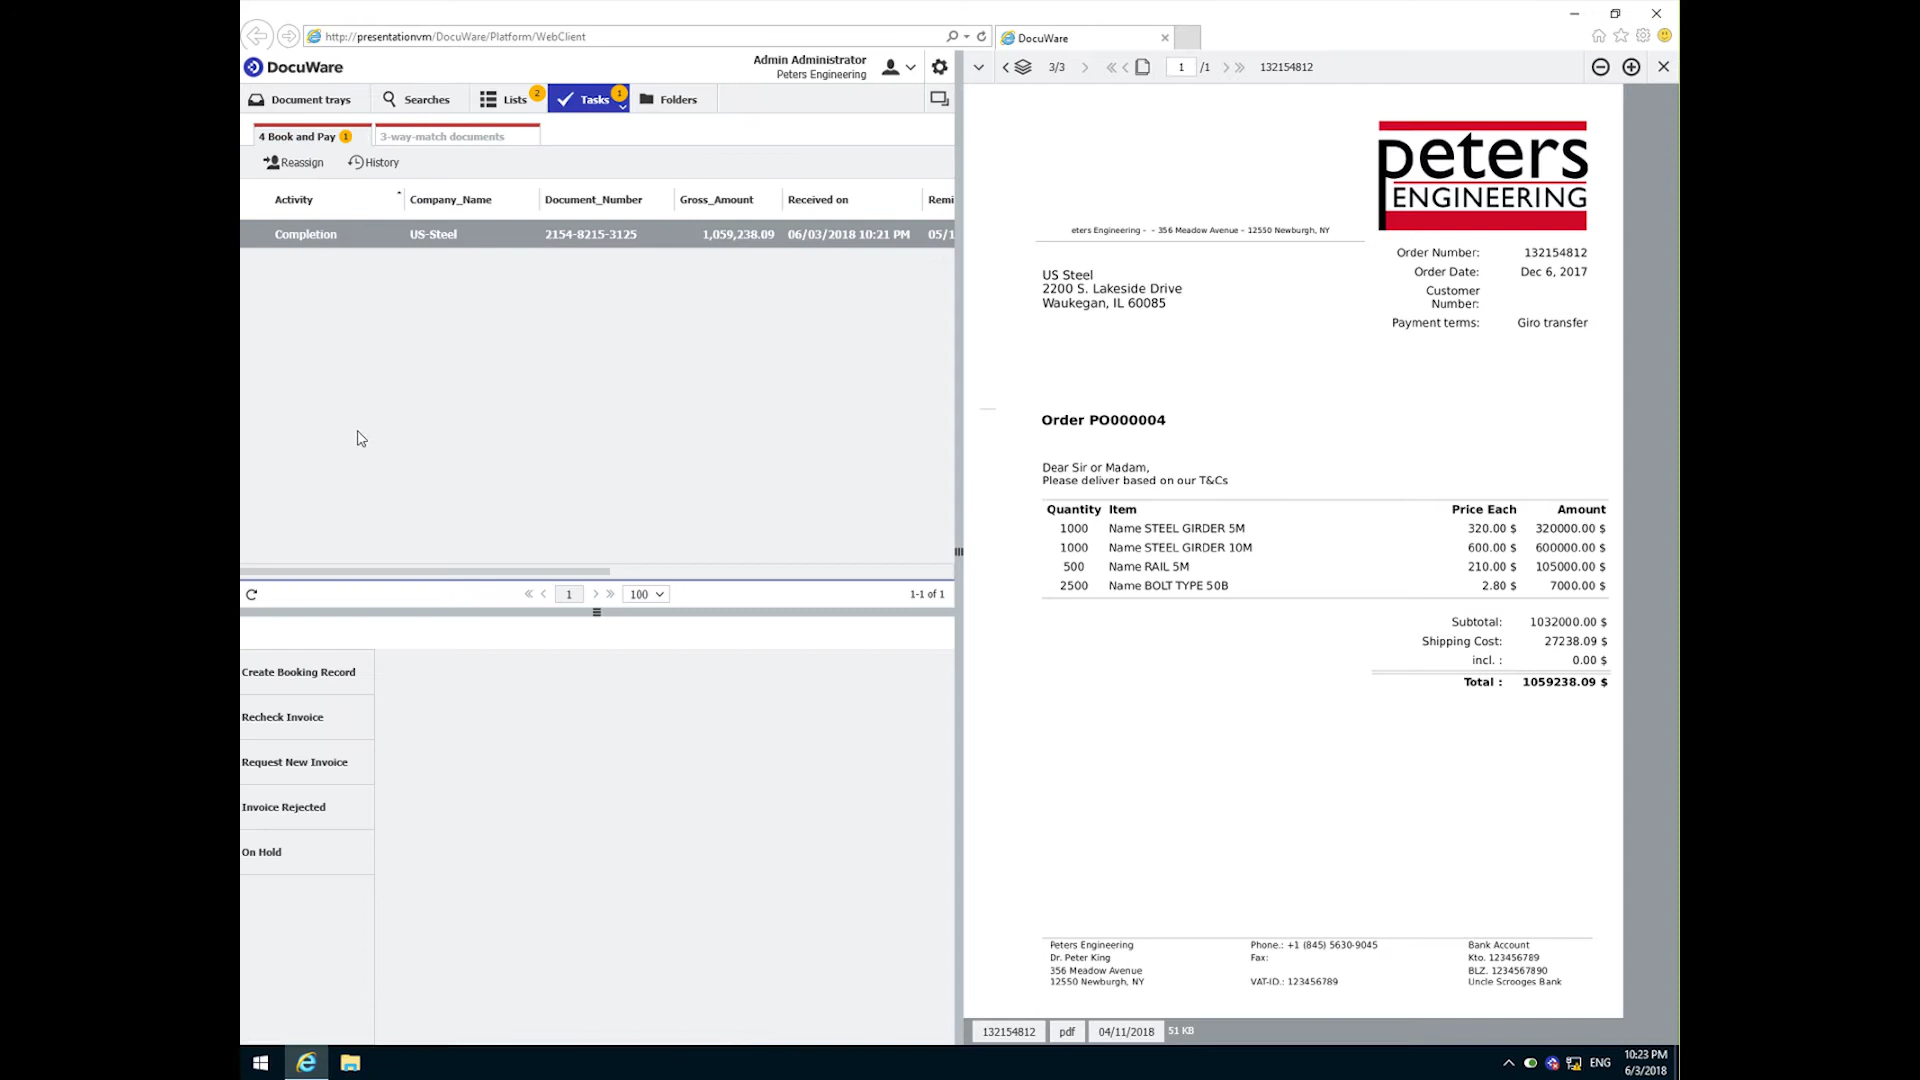 http://presentationvm/DocuWare/Platform/WebClient
DocuWare
DocuWare
Admin Administrator
Peters Engineering
Document trays
Searches
Lists 2
Tasks 1
Folders
4 Book and Pay 1
3-way-match documents
Reassign
History
Activity Company_Name Document_Number Gross_Amount Received on Remi
Completion US-Steel 2154-8215-3125 1,059,238.09 06/03/2018 10:21 PM 05/1
1
100
1-1 of 1
Create Booking Record
Recheck Invoice
Request New Invoice
Invoice Rejected
On Hold
3/3
1 /1
132154812
peters
ENGINEERING
eters Engineering - – 356 Meadow Avenue – 12550 Newburgh, NY
US Steel
2200 S. Lakeside Drive
Waukegan, IL 60085
Order Number: 132154812
Order Date: Dec 6, 2017
Customer
Number:
Payment terms: Giro transfer
Order PO000004
Dear Sir or Madam,
Please deliver based on our T&Cs
Quantity Item Price Each Amount
1000 Name STEEL GIRDER 5M 320.00 $ 320000.00 $
1000 Name STEEL GIRDER 10M 600.00 $ 600000.00 $
500 Name RAIL 5M 210.00 $ 105000.00 $
2500 Name BOLT TYPE 50B 2.80 $ 7000.00 $
Subtotal: 1032000.00 $
Shipping Cost: 27238.09 $
incl. : 0.00 $
Total : 1059238.09 $
Peters Engineering Phone.: +1 (845) 5630-9045 Bank Account
Dr. Peter King Fax: Kto. 123456789
356 Meadow Avenue BLZ. 1234567890
12550 Newburgh, NY VAT-ID.: 123456789 Uncle Scrooges Bank
132154812 pdf 04/11/2018 51 KB
ENG
10:23 PM
6/3/2018